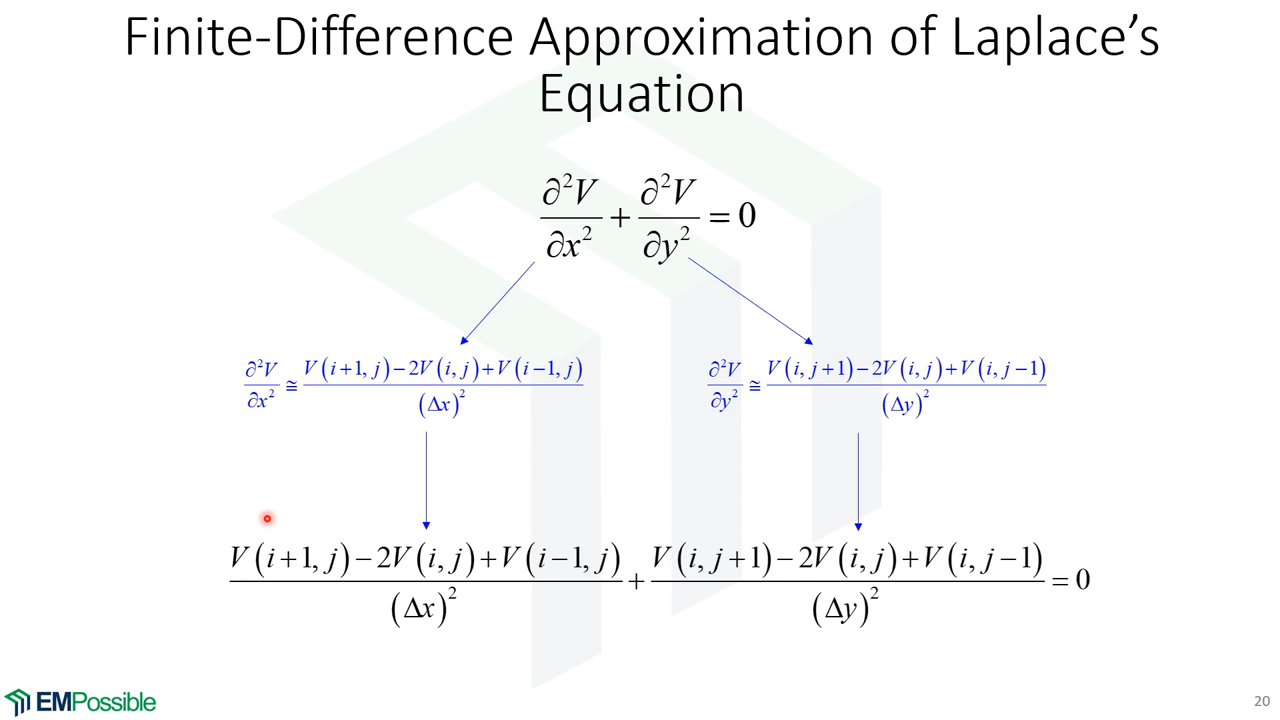 Finite-Difference Approximation of Laplace’s
Equation
∂²V/∂x² + ∂²V/∂y² = 0
∂²V/∂x² ≅ (V(i+1, j) − 2V(i, j) + V(i−1, j))/(Δx)²
∂²V/∂y² ≅ (V(i, j+1) − 2V(i, j) + V(i, j−1))/(Δy)²
(V(i+1, j) − 2V(i, j) + V(i−1, j))/(Δx)² + (V(i, j+1) − 2V(i, j) + V(i, j−1))/(Δy)² = 0
EMPossible
20